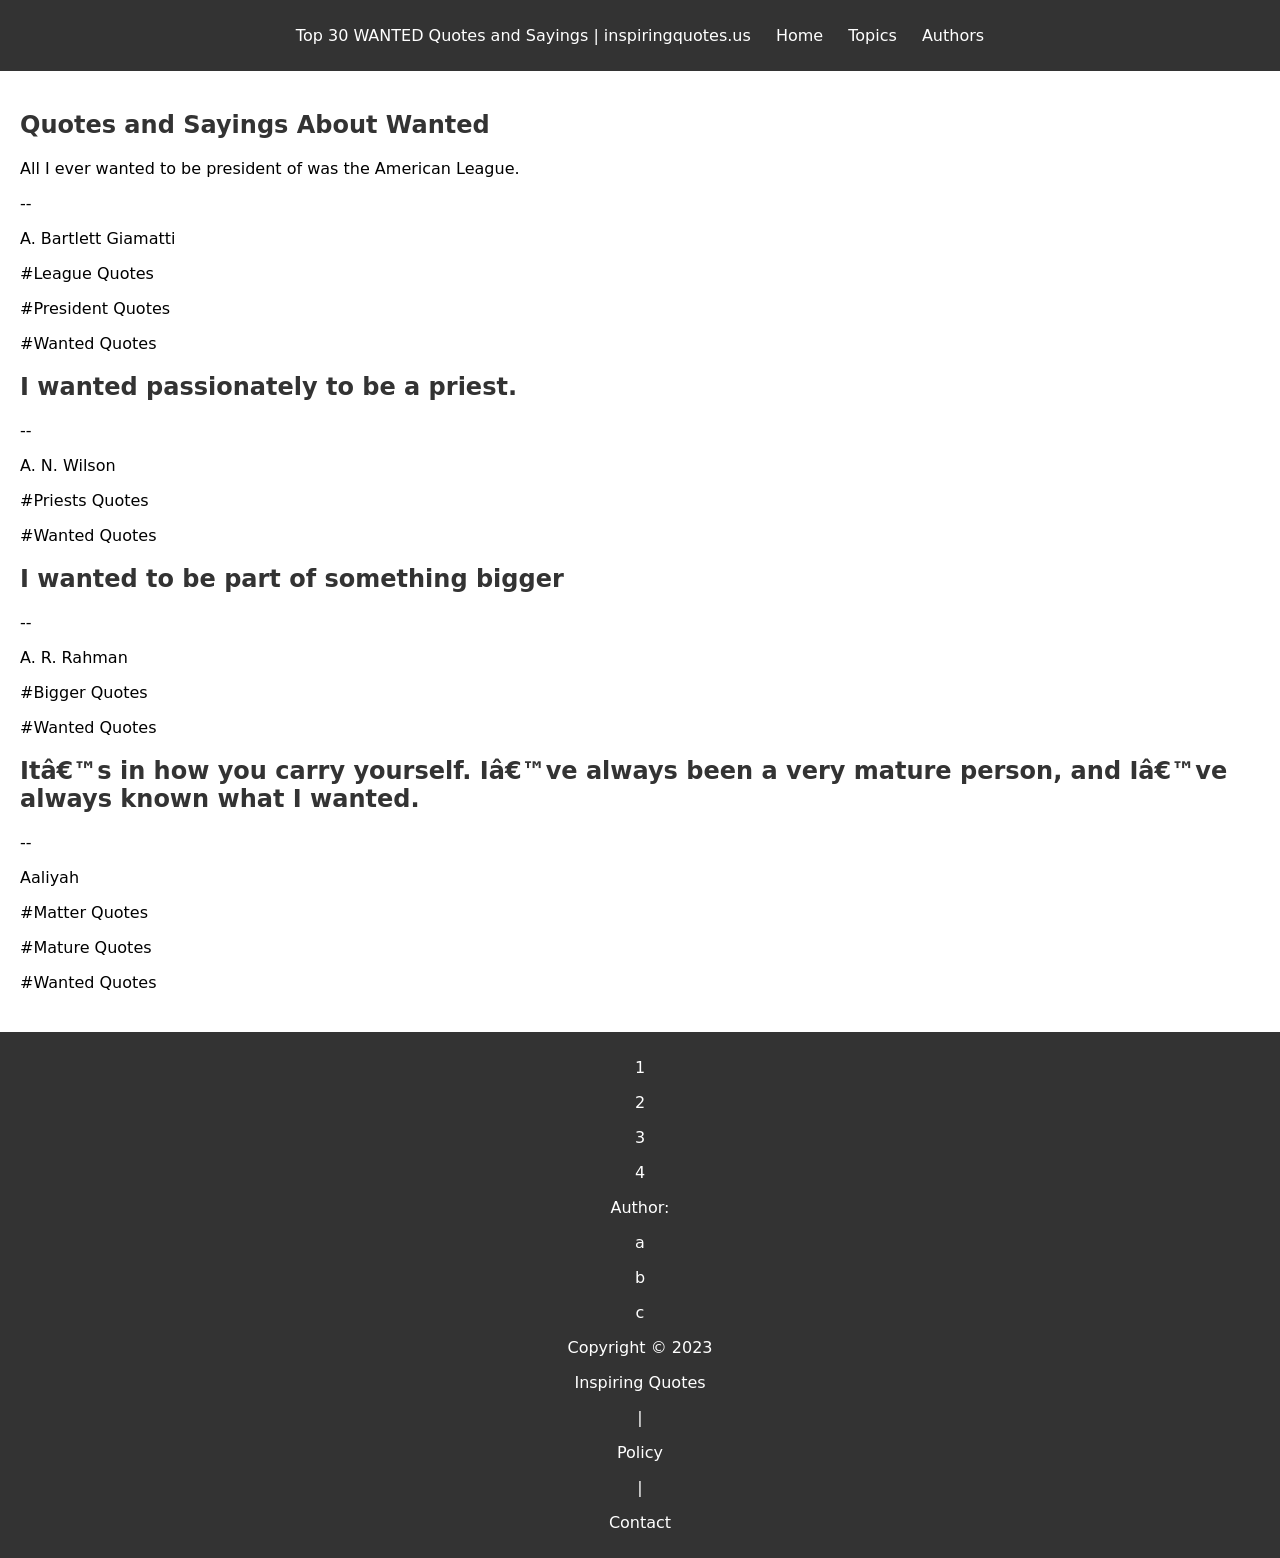 Top 30 WANTED Quotes and Sayings | inspiringquotes.us Home Topics Authors
Quotes and Sayings About Wanted
All I ever wanted to be president of was the American League.
--
A. Bartlett Giamatti
#League Quotes
#President Quotes
#Wanted Quotes
I wanted passionately to be a priest.
--
A. N. Wilson
#Priests Quotes
#Wanted Quotes
I wanted to be part of something bigger
--
A. R. Rahman
#Bigger Quotes
#Wanted Quotes
Itâ€™s in how you carry yourself. Iâ€™ve always been a very mature person, and Iâ€™ve
always known what I wanted.
--
Aaliyah
#Matter Quotes
#Mature Quotes
#Wanted Quotes
1
2
3
4
Author:
a
b
c
Copyright © 2023
Inspiring Quotes
|
Policy
|
Contact